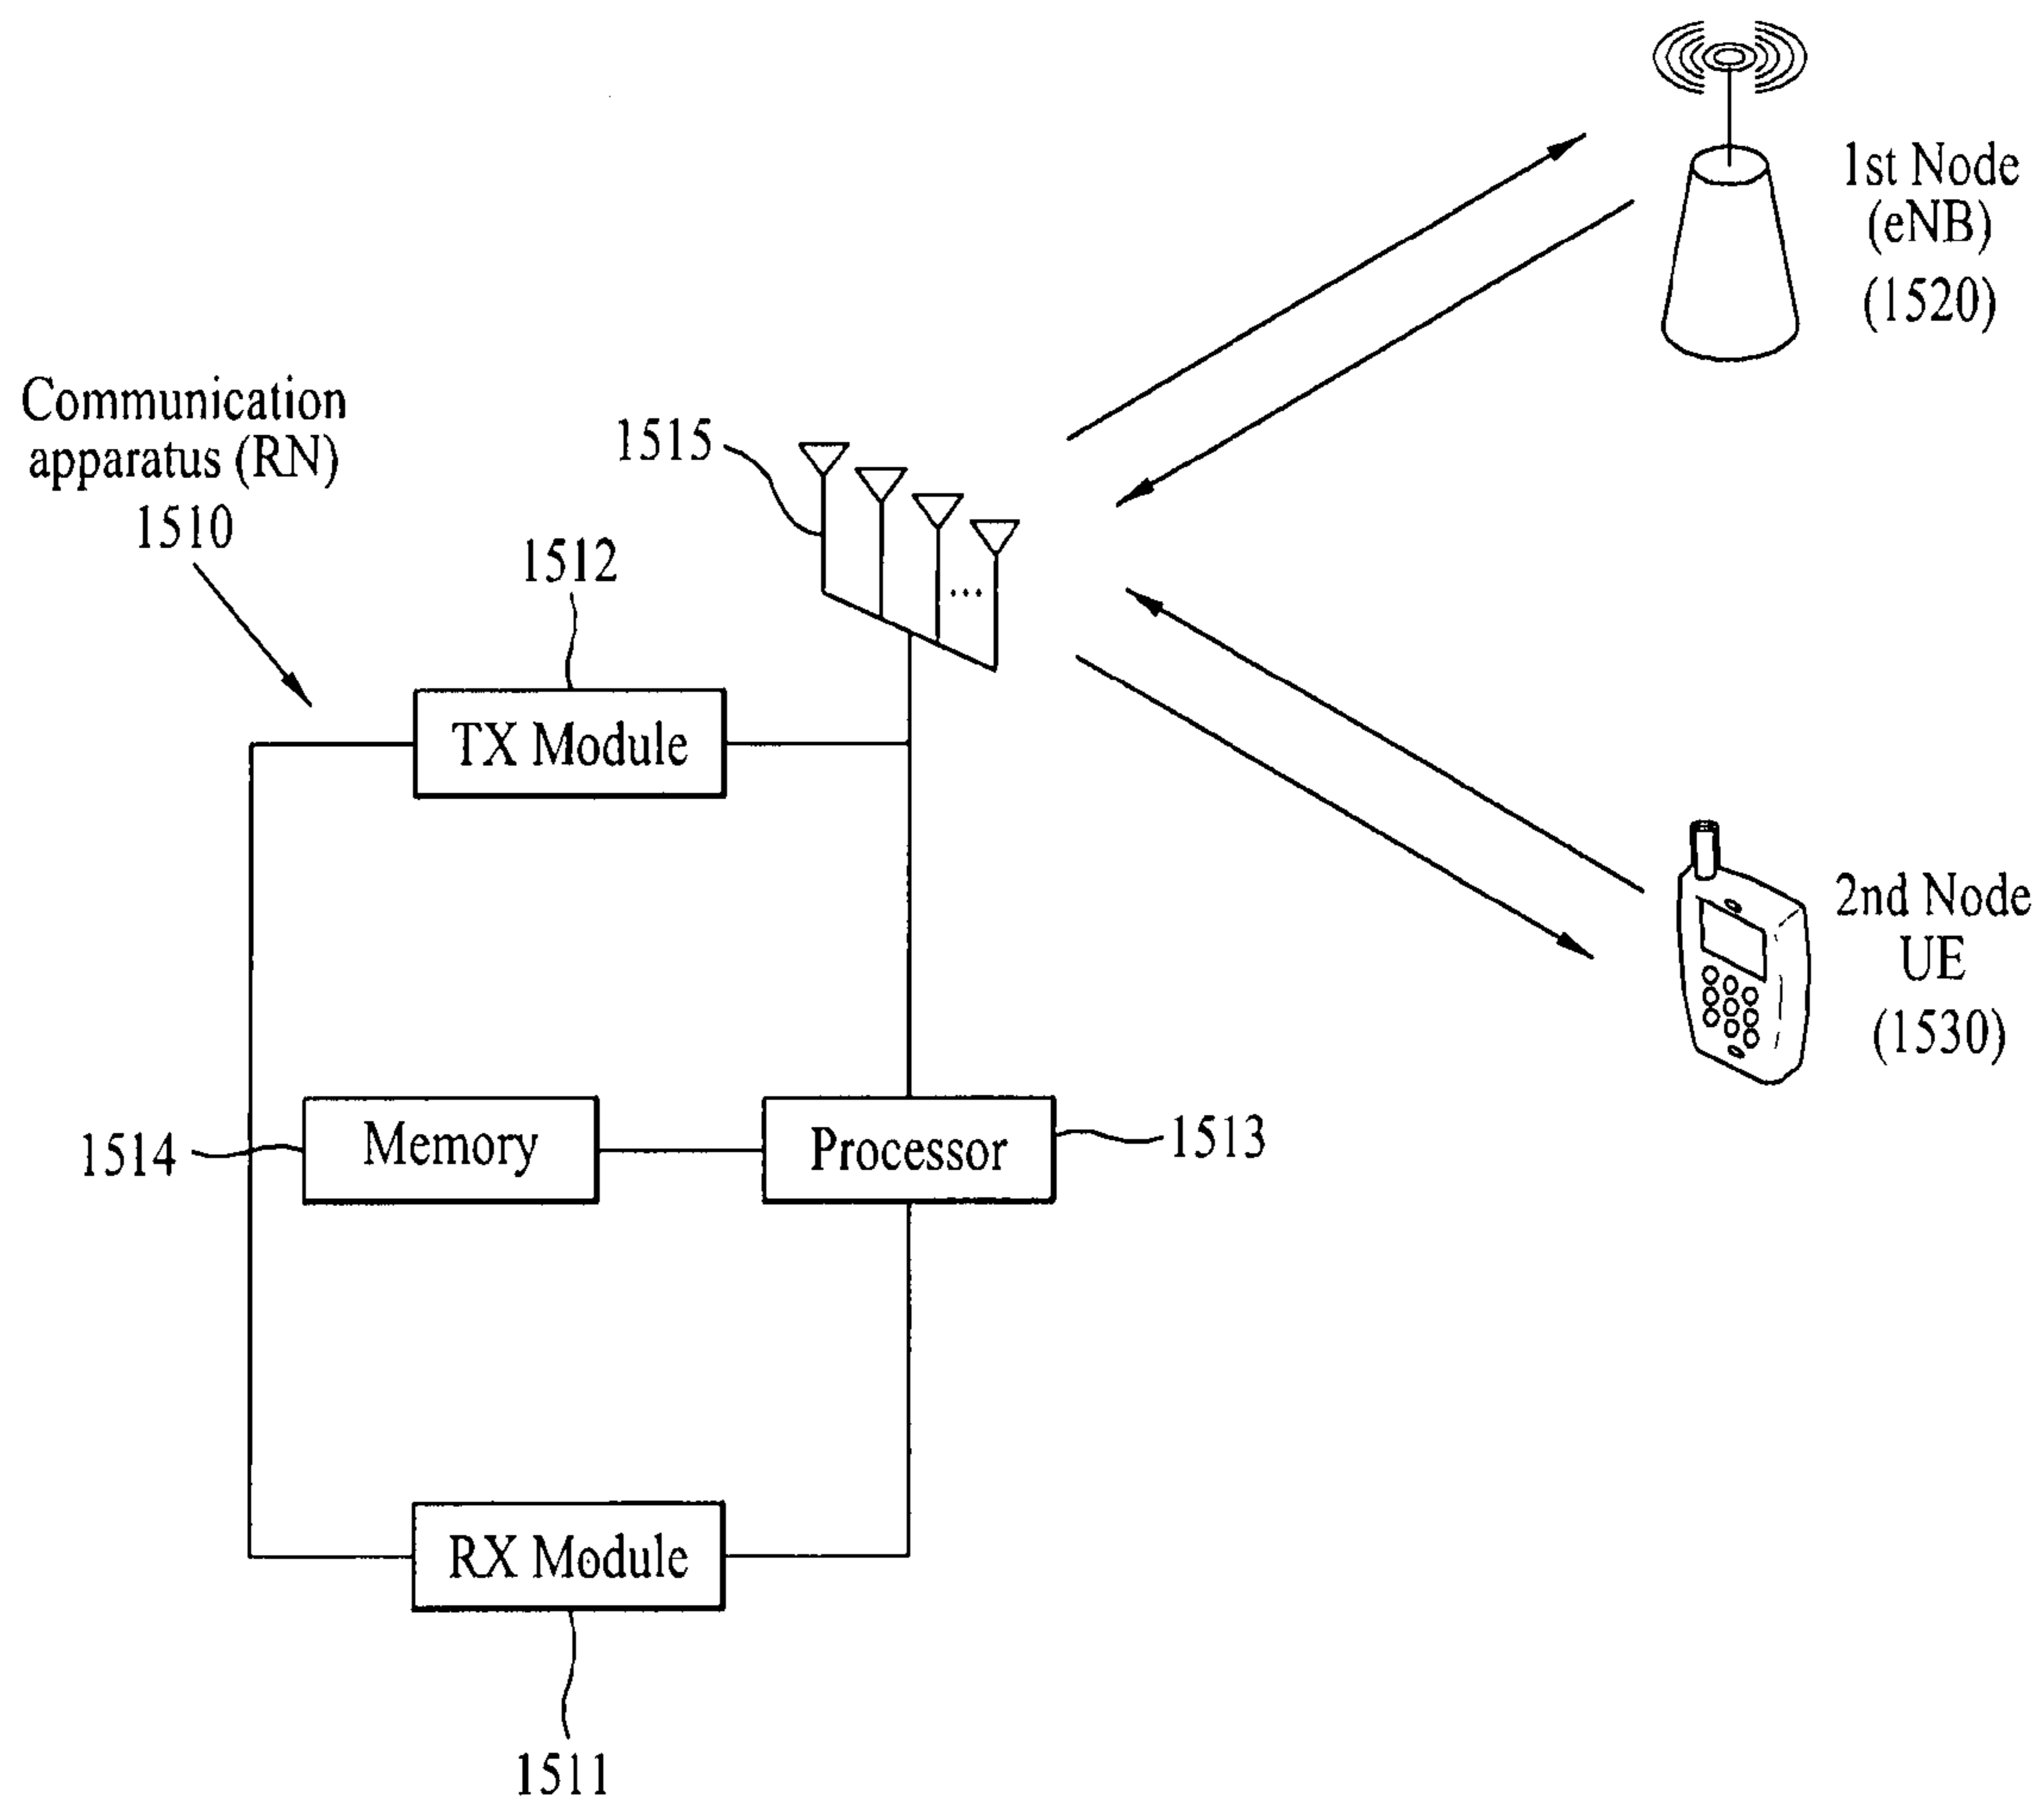 1st Node
(eNB)
(1520)
Communication
apparatus (RN)
1510
1515
1512
...
TX Module
2nd Node
UE
(1530)
1514
Memory
Processor
1513
RX Module
1511